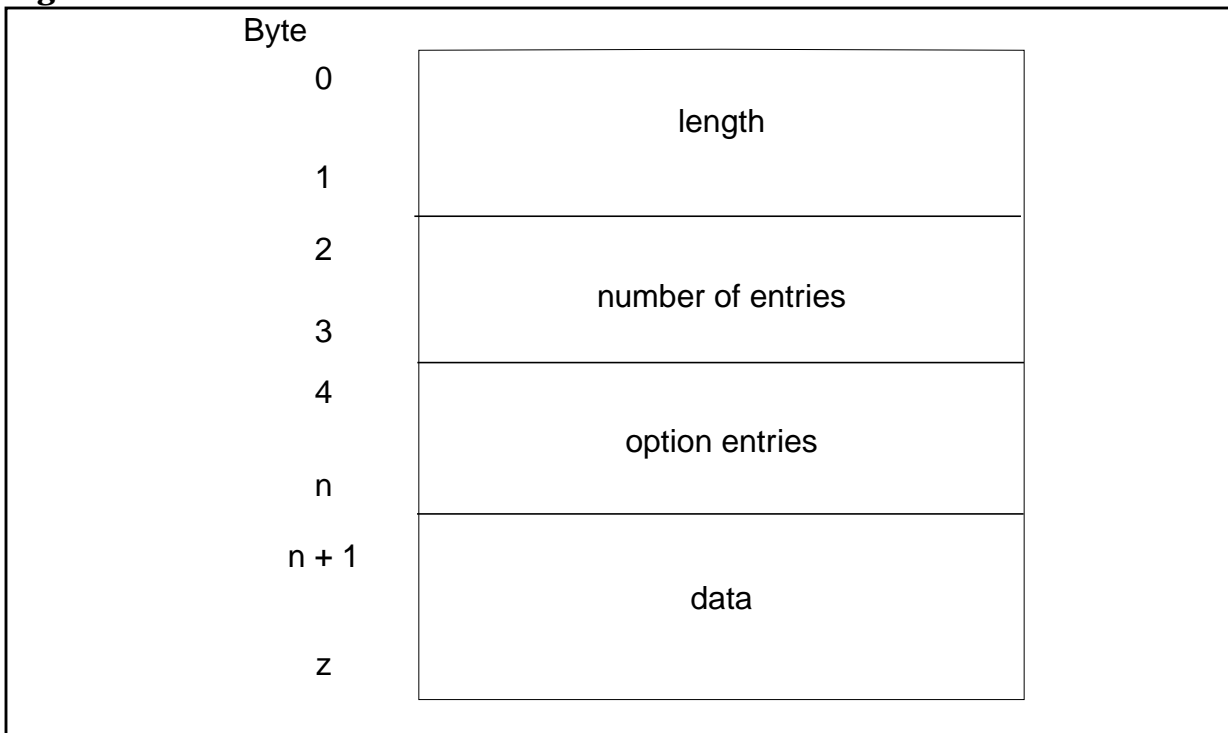 Byte
0
length
1
2
number of entries
3
4
option entries
n
n + 1
data
z